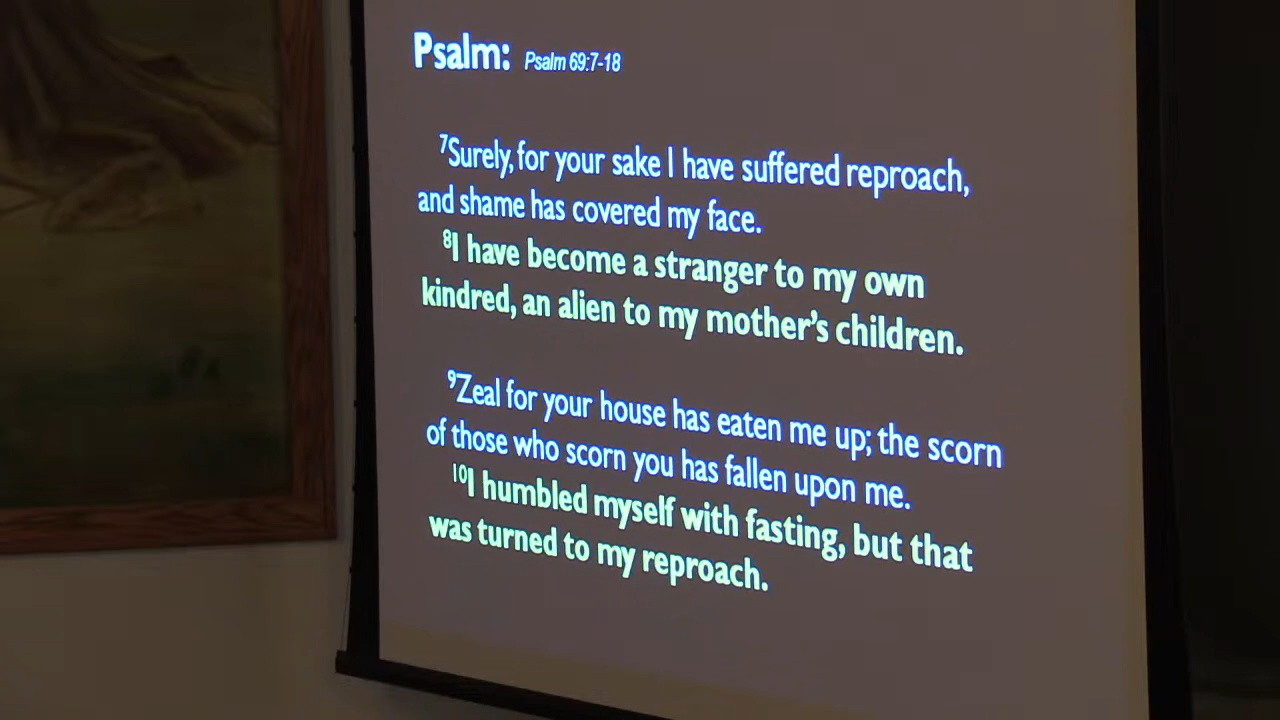 Psalm: Psalm 69:7-18
7Surely, for your sake I have suffered reproach,
and shame has covered my face.
8I have become a stranger to my own
kindred, an alien to my mother’s children.
9Zeal for your house has eaten me up; the scorn
of those who scorn you has fallen upon me.
10I humbled myself with fasting, but that
was turned to my reproach.